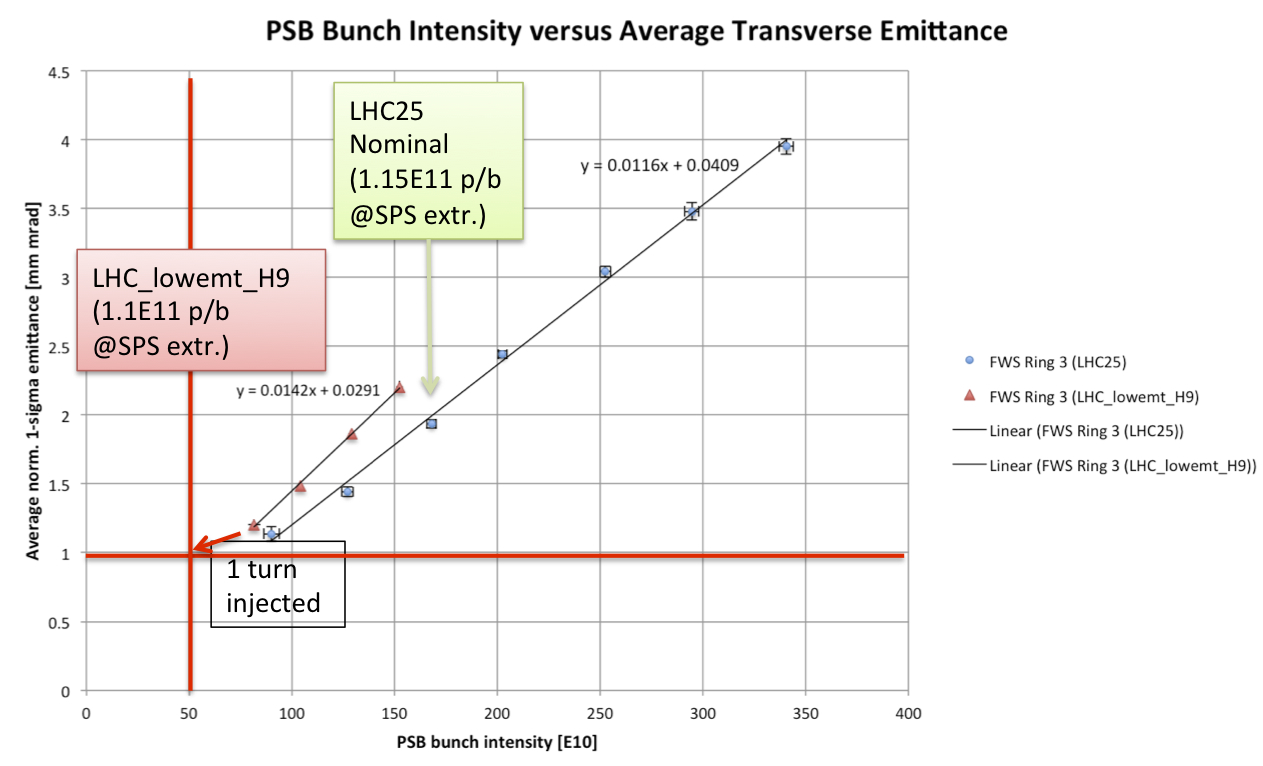 PSB Bunch Intensity versus Average Transverse Emittance
Average norm. 1-sigma emittance [mm mrad]
4.5
4
3.5
3
2.5
2
1.5
1
0.5
0
LHC25
Nominal
(1.15E11 p/b
@SPS extr.)
y = 0.0116x + 0.0409
LHC_lowemt_H9
(1.1E11 p/b
@SPS extr.)
y = 0.0142x + 0.0291
1 turn
injected
0 50 100 150 200 250 300 350 400
PSB bunch intensity [E10]
FWS Ring 3 (LHC25)
FWS Ring 3 (LHC_lowemt_H9)
Linear (FWS Ring 3 (LHC25))
Linear (FWS Ring 3 (LHC_lowemt_H9))